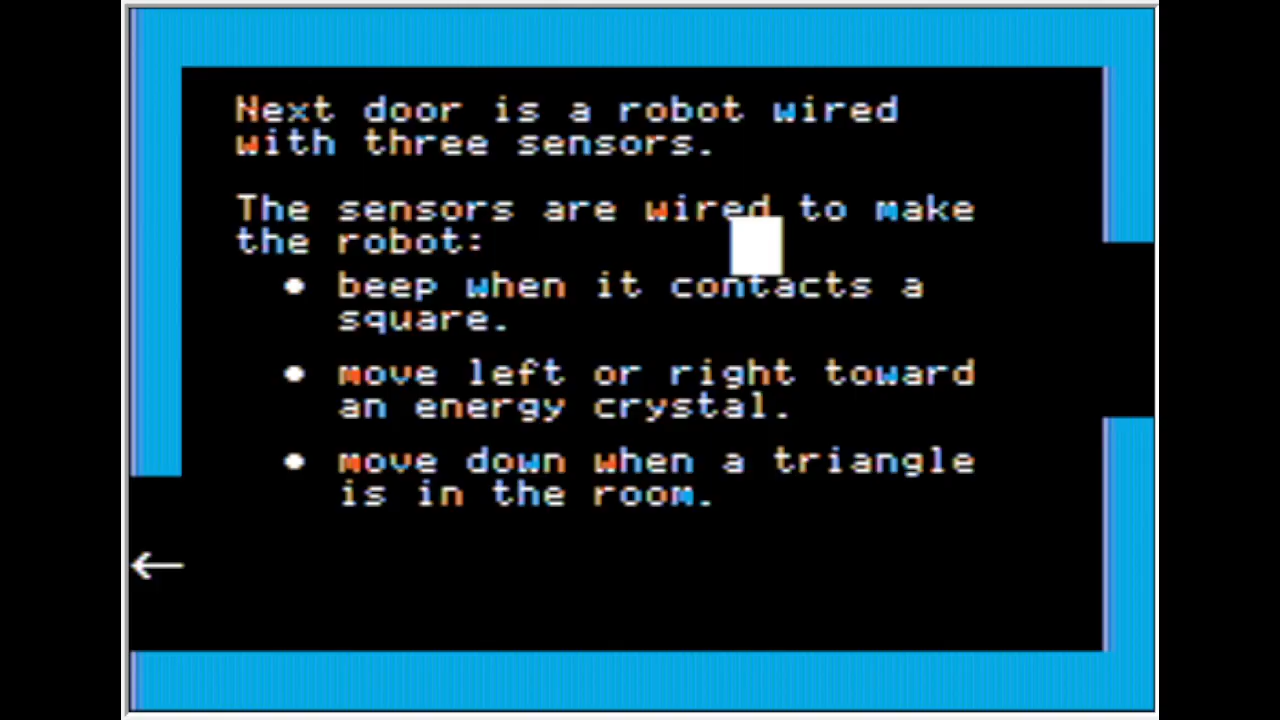 Next door is a robot wired
with three sensors.
The sensors are wired to make
the robot:
• beep when it contacts a
square.
• move left or right toward
an energy crystal.
• move down when a triangle
is in the room.
←